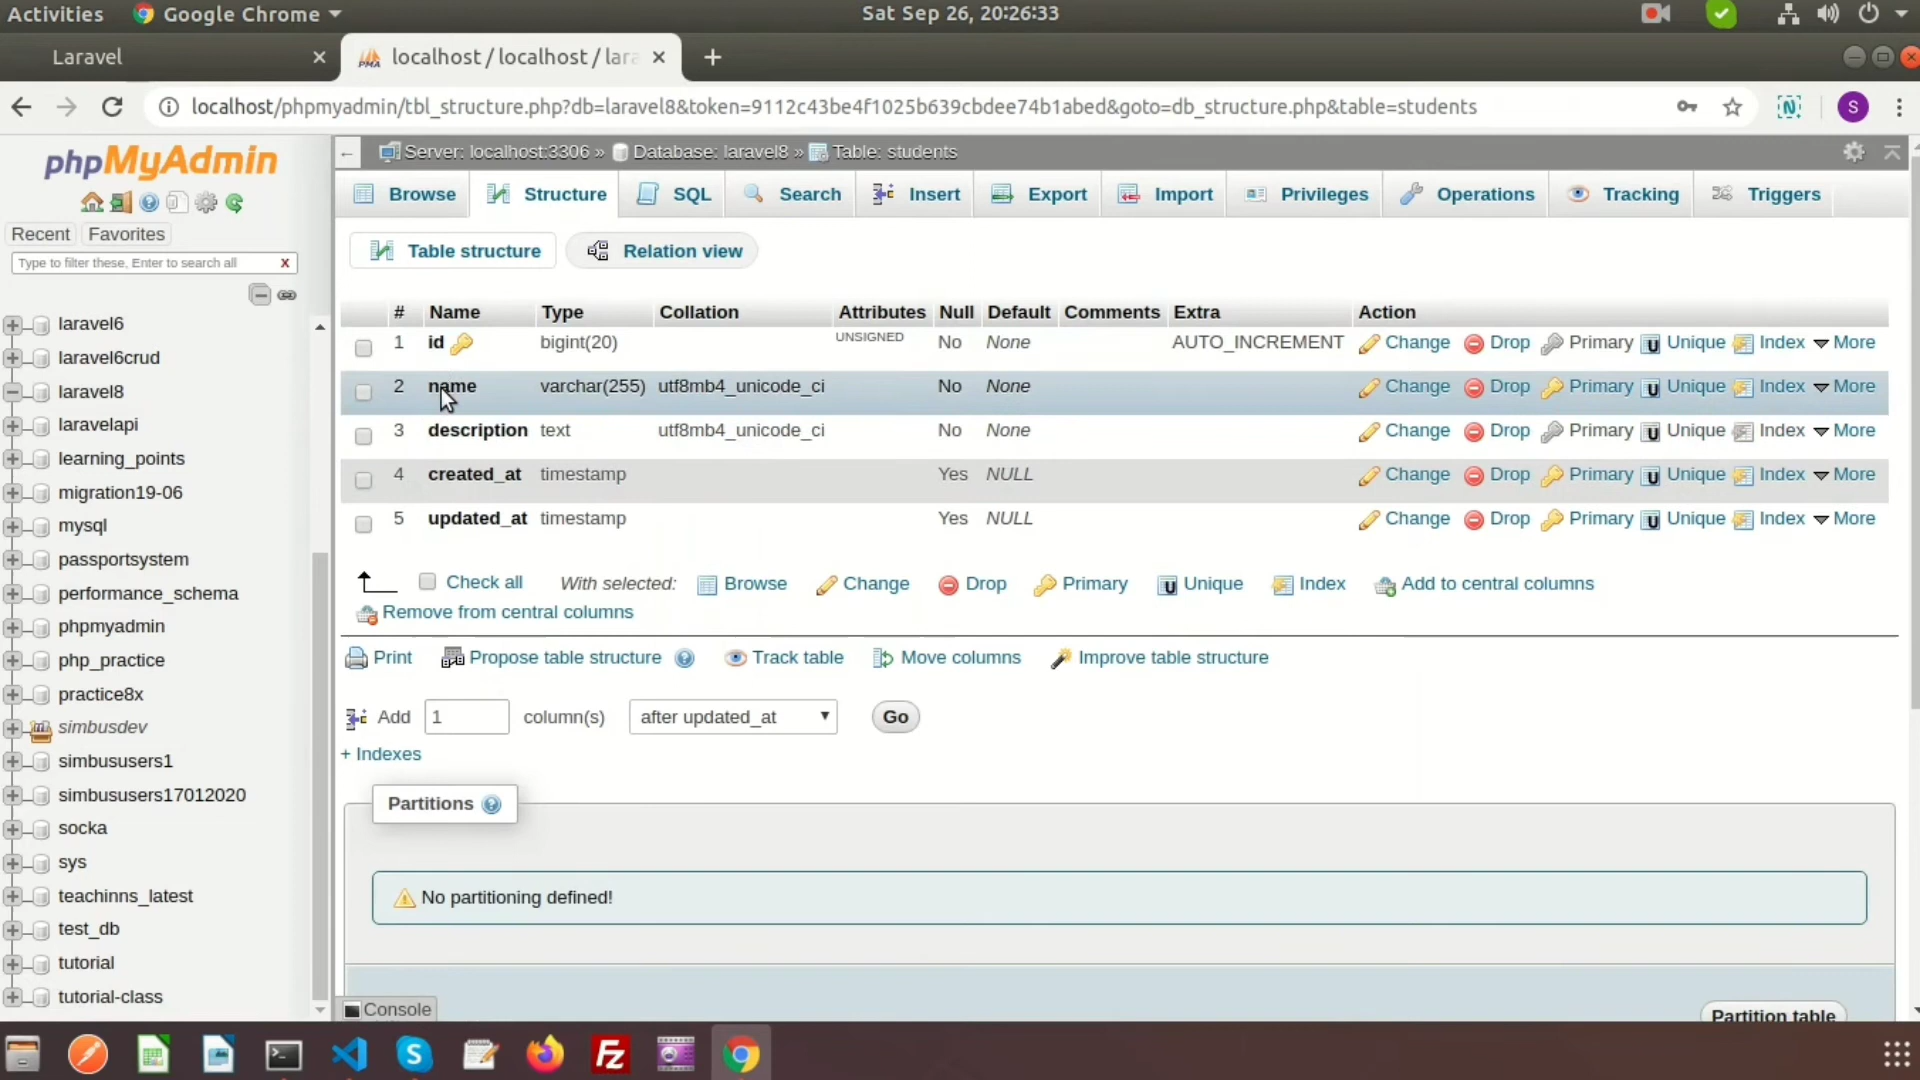 Activities Google Chrome Sat Sep 26, 20:26:33
Laravel localhost / localhost / lara
localhost/phpmyadmin/tbl_structure.php?db=laravel8&token=9112c43be4f1025b639cbdee74b1abed&goto=db_structure.php&table=students S
phpMyAdmin
Recent Favorites
Type to filter these, Enter to search all X
laravel6
laravel6crud
laravel8
laravelapi
learning_points
migration19-06
mysql
passportsystem
performance_schema
phpmyadmin
php_practice
practice8x
simbusdev
simbususers1
simbususers17012020
socka
sys
teachinns_latest
test_db
tutorial
tutorial-class
Server: localhost:3306 » Database: laravel8 » Table: students
Browse Structure SQL Search Insert Export Import Privileges Operations Tracking Triggers
Table structure Relation view
# Name Type Collation Attributes Null Default Comments Extra Action
1 id bigint(20) UNSIGNED No None AUTO_INCREMENT Change Drop Primary Unique Index More
2 name varchar(255) utf8mb4_unicode_ci No None Change Drop Primary Unique Index More
3 description text utf8mb4_unicode_ci No None Change Drop Primary Unique Index More
4 created_at timestamp Yes NULL Change Drop Primary Unique Index More
5 updated_at timestamp Yes NULL Change Drop Primary Unique Index More
Check all With selected: Browse Change Drop Primary Unique Index Add to central columns
Remove from central columns
Print Propose table structure Track table Move columns Improve table structure
Add 1 column(s) after updated_at Go
+ Indexes
Partitions
No partitioning defined!
Partition table
Console